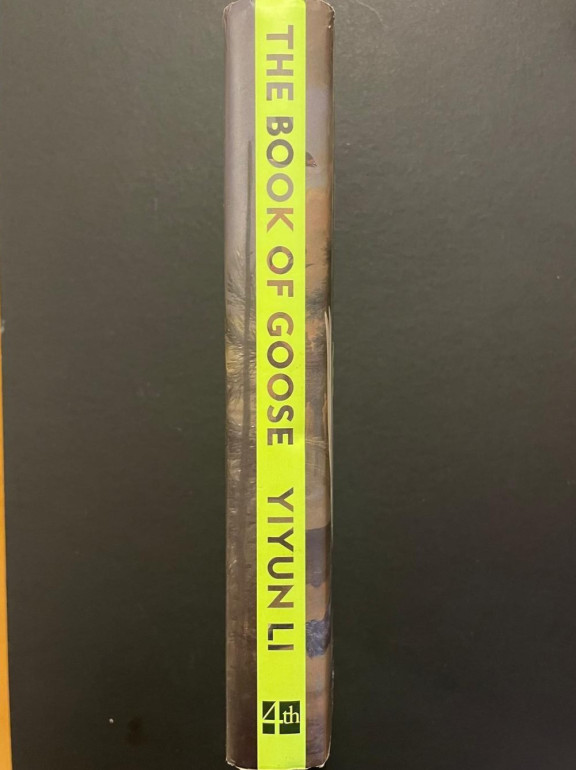 THE BOOK OF GOOSE YIYUN LI
4th